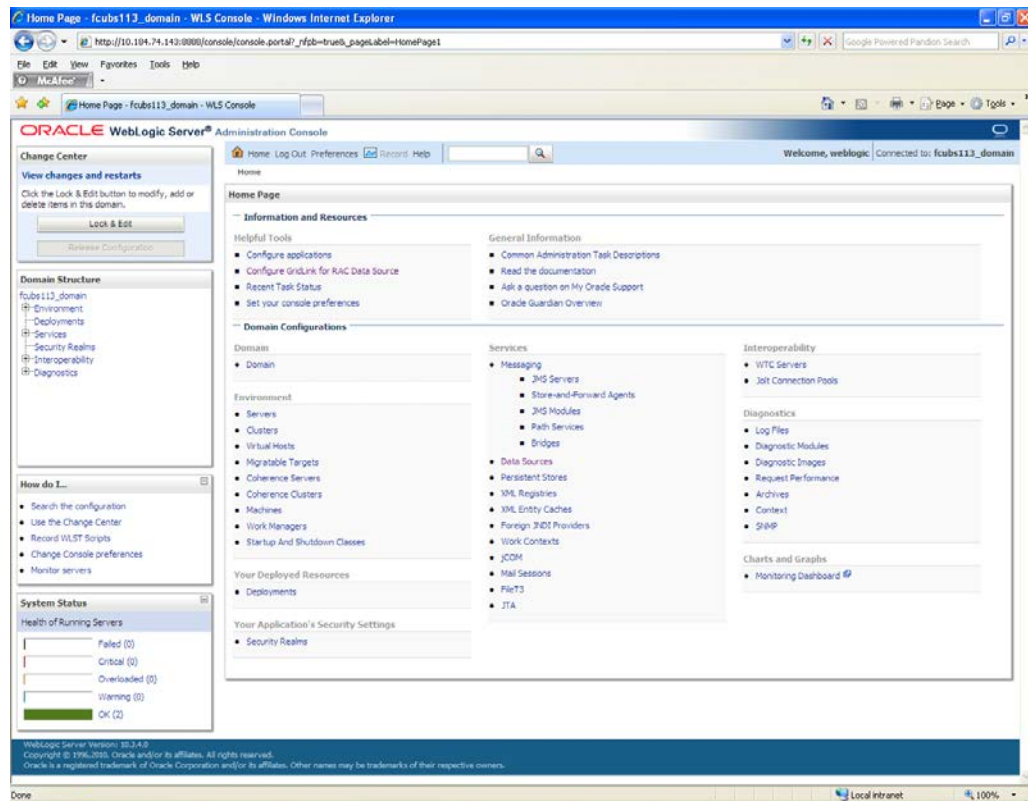 Home Page - fcubs113_domain - WLS Console - Windows Internet Explorer
http://10.184.74.143:8888/console/console.portal?_nfpb=true&_pageLabel=HomePage1
Google Powered Pandion Search
File Edit View Favorites Tools Help
McAfee
Home Page - fcubs113_domain - WLS Console
Page Tools
ORACLE WebLogic Server® Administration Console
Change Center
View changes and restarts
Click the Lock & Edit button to modify, add or
delete items in this domain.
Lock & Edit
Release Configuration
Domain Structure
fcubs113_domain
Environment
Deployments
Services
Security Realms
Interoperability
Diagnostics
How do I...
Search the configuration
Use the Change Center
Record WLST Scripts
Change Console preferences
Monitor servers
System Status
Health of Running Servers
Failed (0)
Critical (0)
Overloaded (0)
Warning (0)
OK (2)
Home Log Out Preferences Record Help
Welcome, weblogic Connected to: fcubs113_domain
Home
Home Page
Information and Resources
Helpful Tools
Configure applications
Configure GridLink for RAC Data Source
Recent Task Status
Set your console preferences
General Information
Common Administration Task Descriptions
Read the documentation
Ask a question on My Oracle Support
Oracle Guardian Overview
Domain Configurations
Domain
Domain
Environment
Servers
Clusters
Virtual Hosts
Migratable Targets
Coherence Servers
Coherence Clusters
Machines
Work Managers
Startup And Shutdown Classes
Your Deployed Resources
Deployments
Your Application's Security Settings
Security Realms
Services
Messaging
JMS Servers
Store-and-Forward Agents
JMS Modules
Path Services
Bridges
Data Sources
Persistent Stores
XML Registries
XML Entity Caches
Foreign JNDI Providers
Work Contexts
jCOM
Mail Sessions
FileT3
JTA
Interoperability
WTC Servers
Jolt Connection Pools
Diagnostics
Log Files
Diagnostic Modules
Diagnostic Images
Request Performance
Archives
Context
SNMP
Charts and Graphs
Monitoring Dashboard
WebLogic Server Version: 10.3.4.0
Copyright © 1996,2010, Oracle and/or its affiliates. All rights reserved.
Oracle is a registered trademark of Oracle Corporation and/or its affiliates. Other names may be trademarks of their respective owners.
Done
Local intranet
100%